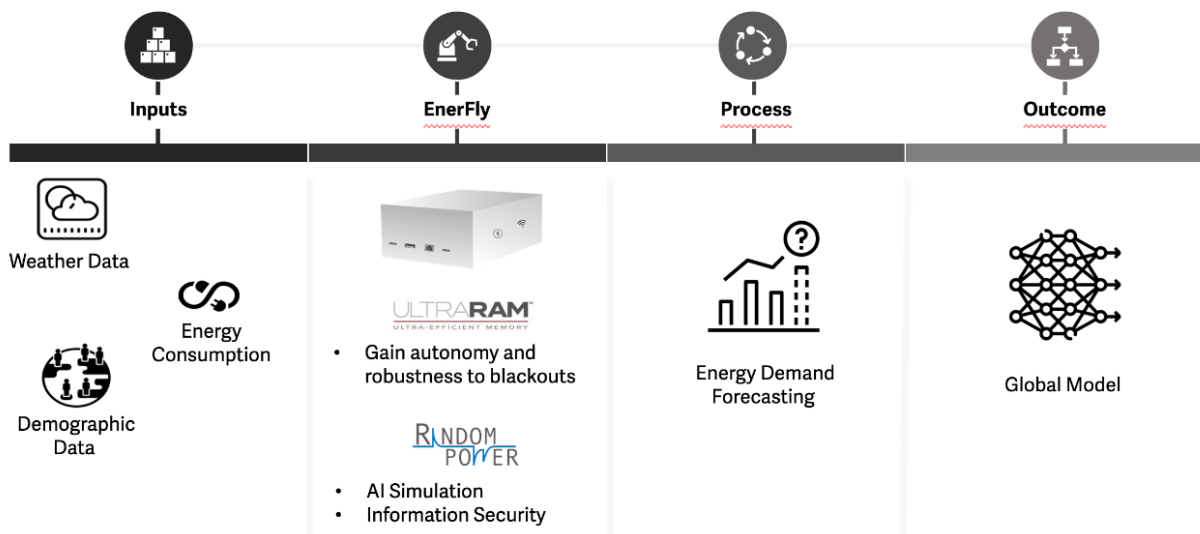 Inputs
EnerFly
Process
Outcome
Weather Data
Energy
Consumption
Demographic
Data
ULTRARAM™
ULTRA-EFFICIENT MEMORY
• Gain autonomy and
robustness to blackouts
RANDOM
POWER
• AI Simulation
• Information Security
?
Energy Demand
Forecasting
Global Model